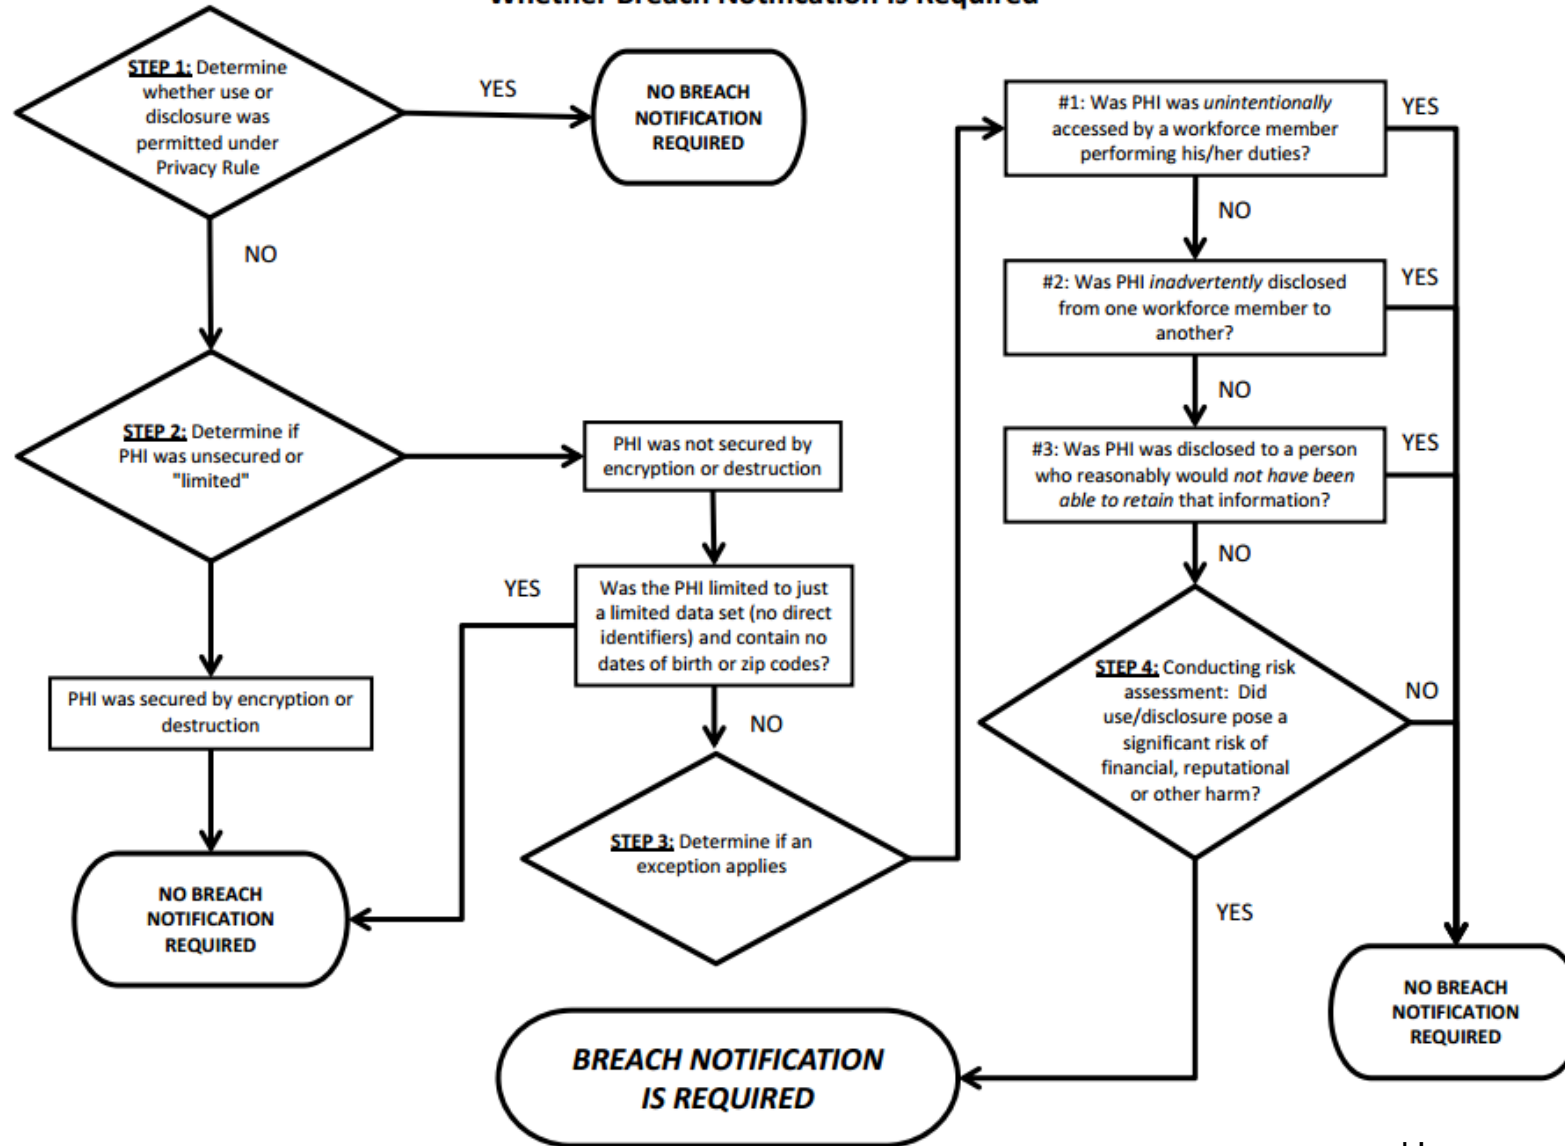 Whether Breach Notification is Required
STEP 1: Determine
whether use or
disclosure was
permitted under
Privacy Rule
YES
NO BREACH
NOTIFICATION
REQUIRED
NO
STEP 2: Determine if
PHI was unsecured or
"limited"
PHI was not secured by
encryption or destruction
YES
Was the PHI limited to just
a limited data set (no direct
identifiers) and contain no
dates of birth or zip codes?
PHI was secured by encryption or
destruction
NO
NO BREACH
NOTIFICATION
REQUIRED
STEP 3: Determine if an
exception applies
#1: Was PHI was unintentionally
accessed by a workforce member
performing his/her duties?
YES
NO
#2: Was PHI inadvertently disclosed
from one workforce member to
another?
YES
NO
#3: Was PHI was disclosed to a person
who reasonably would not have been
able to retain that information?
YES
NO
STEP 4: Conducting risk
assessment: Did
use/disclosure pose a
significant risk of
financial, reputational
or other harm?
NO
YES
NO BREACH
NOTIFICATION
REQUIRED
BREACH NOTIFICATION
IS REQUIRED